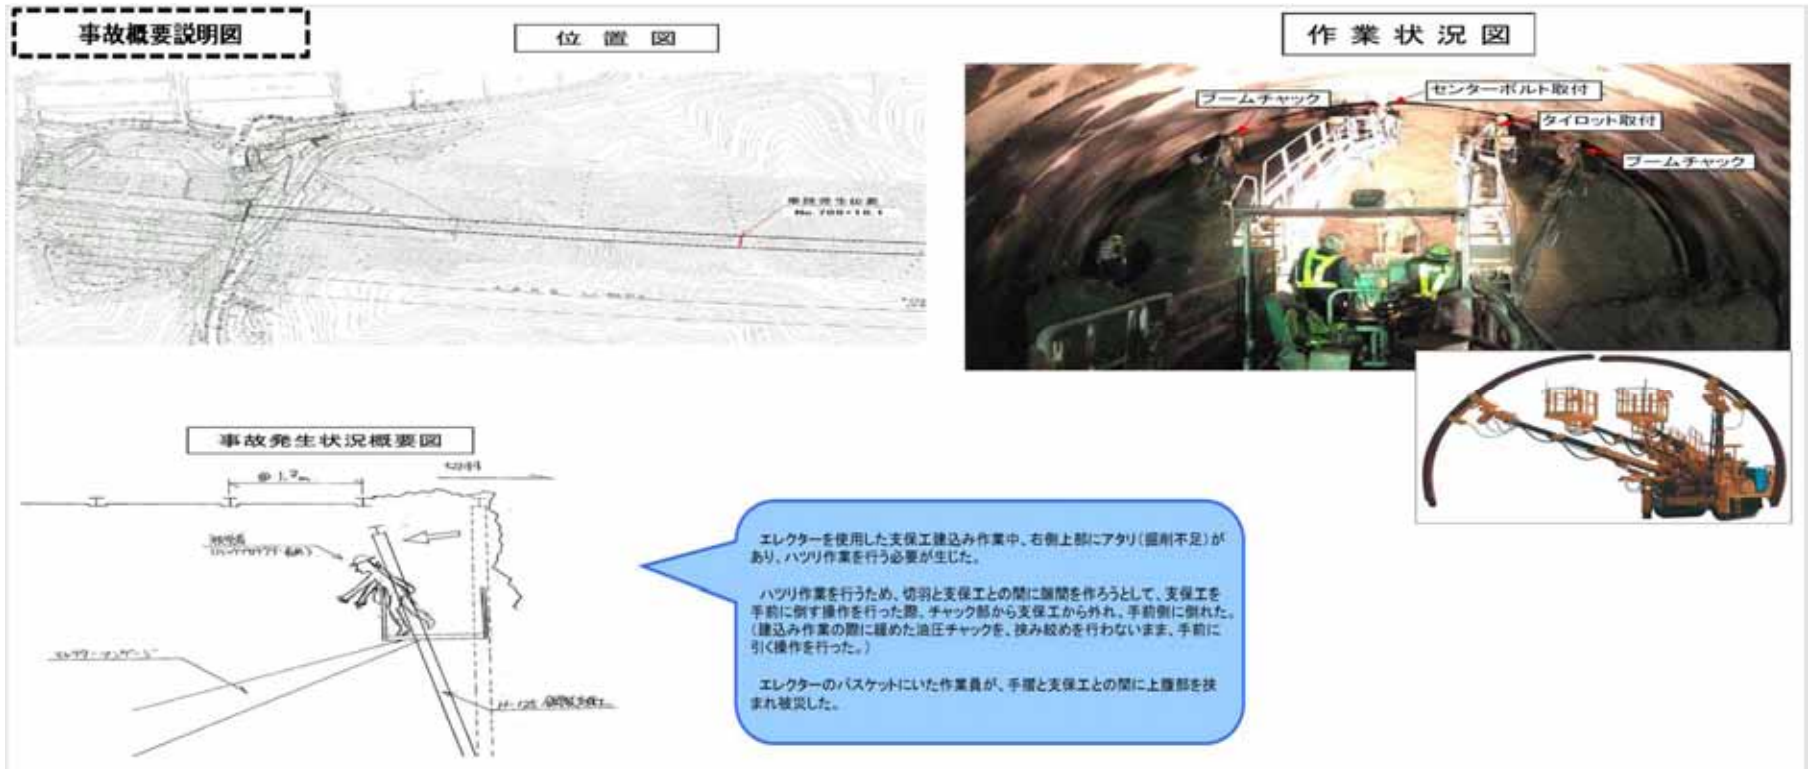 事故概要説明図
位置図
作業状況図
ブームチャック
センターボルト取付
タイロット取付
ブームチャック
事故発生状況概要図
@1.2m
エレクターを使用した支保工建込み作業中、右側上部にアタリ(掘削不足)が
あり、ハツリ作業を行う必要が生じた。
ハツリ作業を行うため、切羽と支保工との間に隙間を作ろうとして、支保工を
手前に倒す操作を行った際、チャック部から支保工から外れ、手前側に倒れた。
(建込み作業の際に緩めた油圧チャックを、挟み絞めを行わないまま、手前に
引く操作を行った。)
エレクターのバスケットにいた作業員が、手摺と支保工との間に上腹部を挟
まれ被災した。